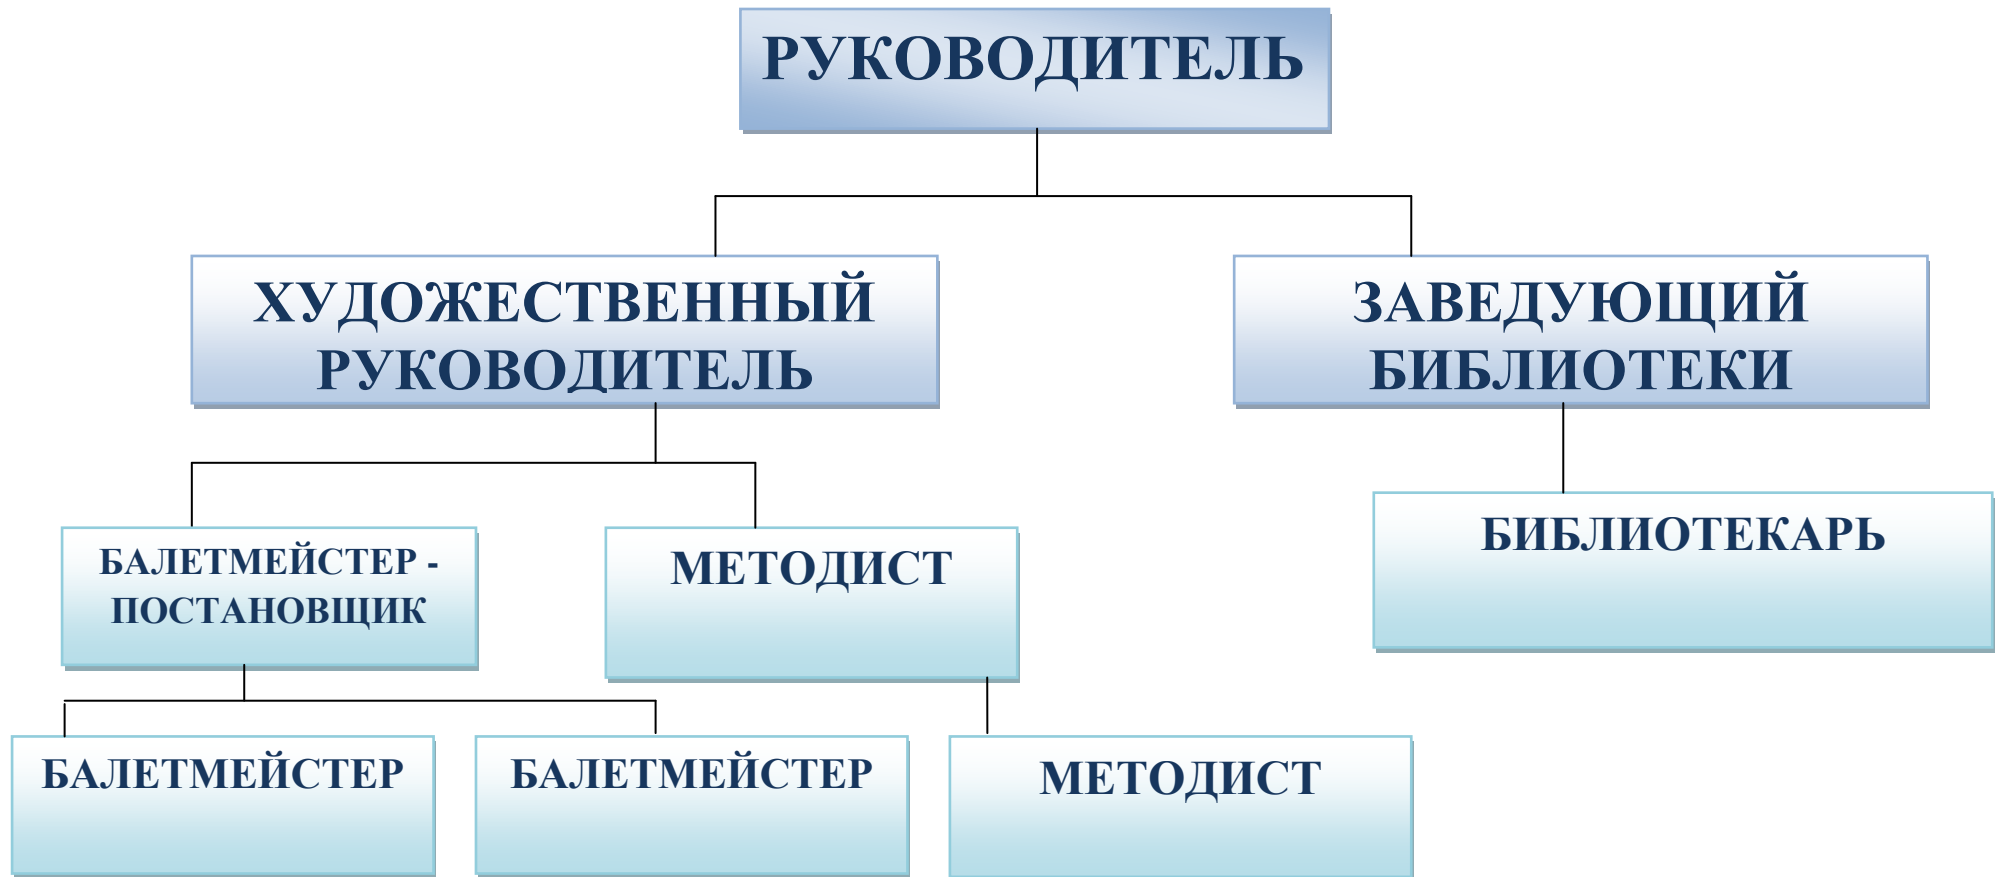 РУКОВОДИТЕЛЬ
ХУДОЖЕСТВЕННЫЙ
РУКОВОДИТЕЛЬ
ЗАВЕДУЮЩИЙ
БИБЛИОТЕКИ
БАЛЕТМЕЙСТЕР -
ПОСТАНОВЩИК
МЕТОДИСТ
БИБЛИОТЕКАРЬ
БАЛЕТМЕЙСТЕР
БАЛЕТМЕЙСТЕР
МЕТОДИСТ